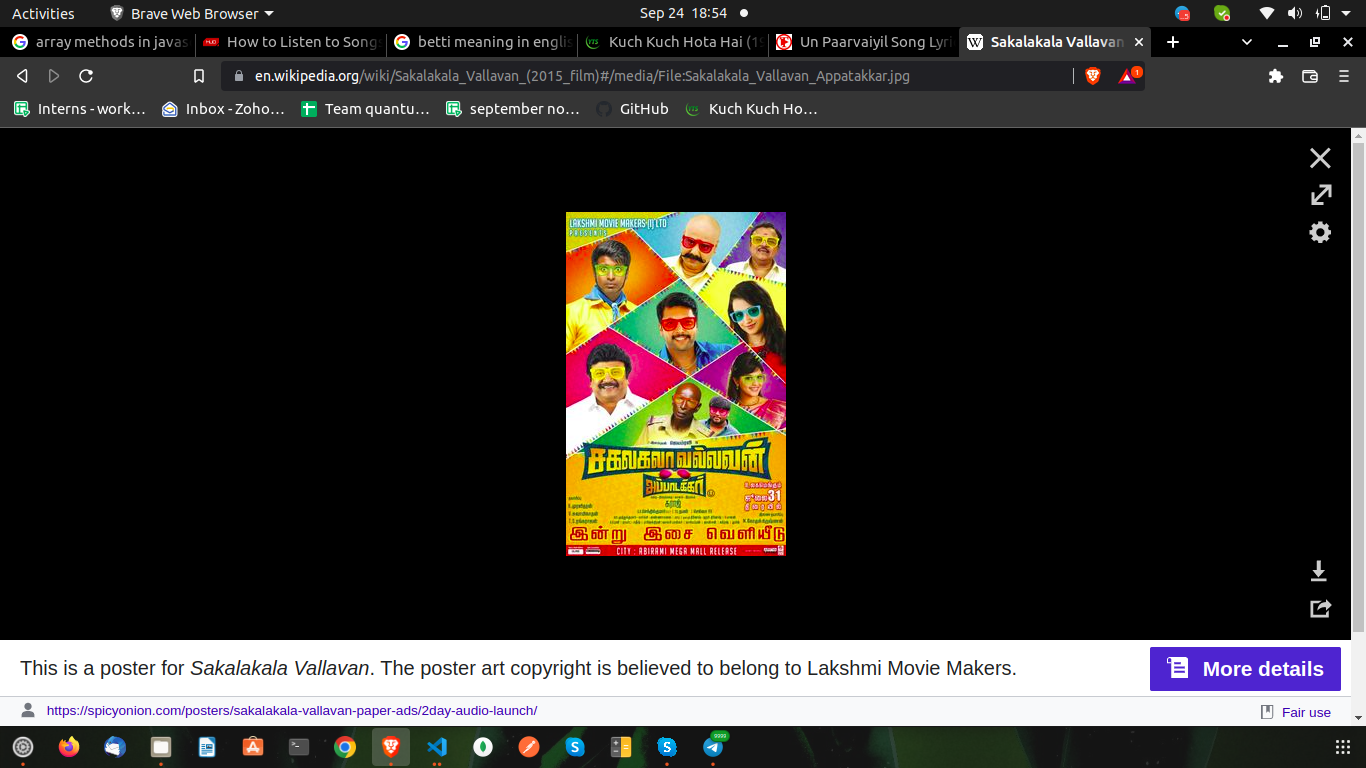 Activities
Brave Web Browser
Sep 24 18:54
array methods in javas
How to Listen to Song
betti meaning in englis
Kuch Kuch Hota Hai (19
Un Paarvaiyil Song Lyri
Sakalakala Vallavan
en.wikipedia.org/wiki/Sakalakala_Vallavan_(2015_film)#/media/File:Sakalakala_Vallavan_Appatakkar.jpg
1
Interns - work…
Inbox - Zoho…
Team quantu…
september no…
GitHub
Kuch Kuch Ho…
LAKSHMI MOVIE MAKERS (I) LTD
PRESENTS
சகலகலா வல்லவன்
அப்பாடக்கர்
சுராஜ்
ஜூலை 31
இன்று இசை வெளியீடு
CITY : ABIRAMI MEGA MALL RELEASE
This is a poster for Sakalakala Vallavan. The poster art copyright is believed to belong to Lakshmi Movie Makers.
More details
https://spicyonion.com/posters/sakalakala-vallavan-paper-ads/2day-audio-launch/
Fair use
9999